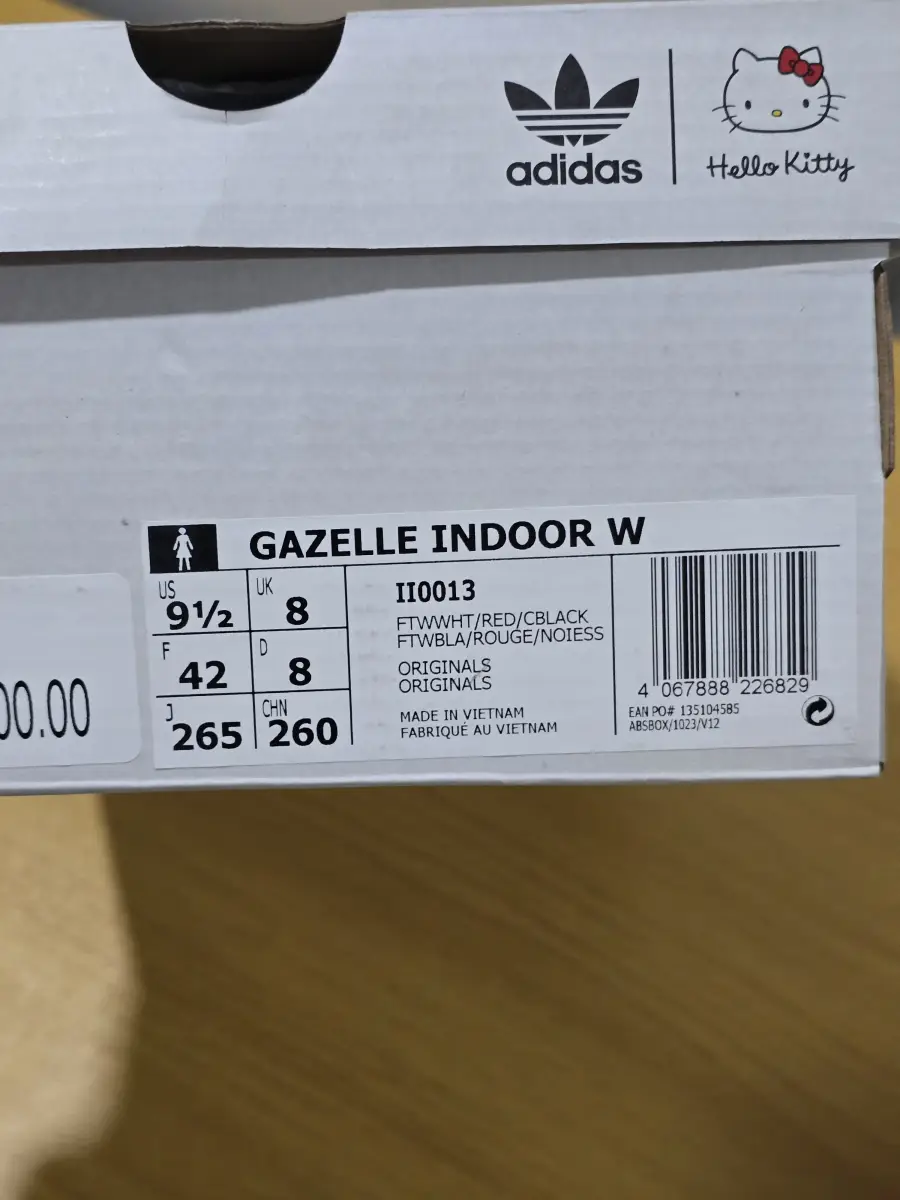 adidas
Hello Kitty
GAZELLE INDOOR W
US
9½
UK
8
F
42
D
8
J
265
CHN
260
II0013
FTWWHT/RED/CBLACK
FTWBLA/ROUGE/NOIESS
ORIGINALS
ORIGINALS
MADE IN VIETNAM
FABRIQUÉ AU VIETNAM
4 067888 226829
EAN PO# 135104585
ABSBOX/1023/V12
00.00